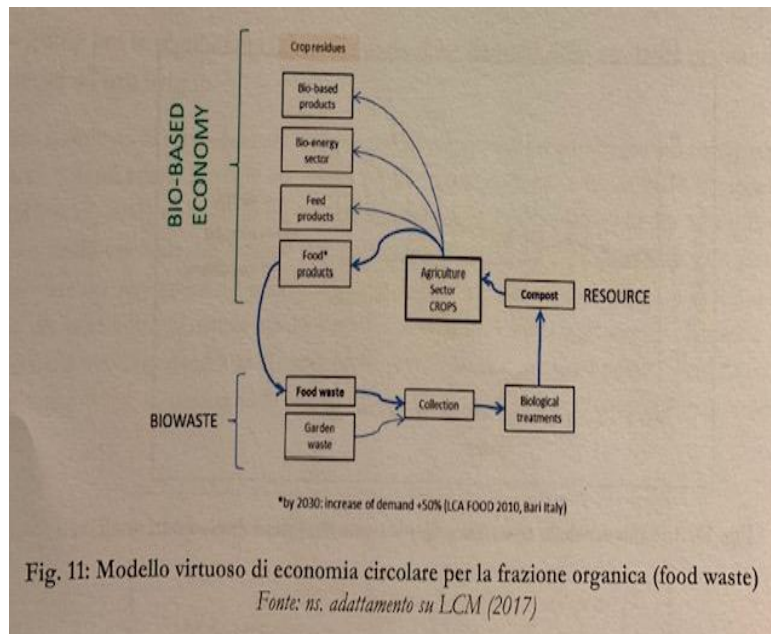 Crop residues
Bio-based
products
Bio-energy
sector
Feed
products
Food*
products
BIO-BASED
ECONOMY
Agriculture
Sector
CROPS
Compost
RESOURCE
BIOWASTE
Food waste
Garden
waste
Collection
Biological
treatments
*by 2030: increase of demand +50% (LCA FOOD 2010, Bari Italy)
Fig. 11: Modello virtuoso di economia circolare per la frazione organica (food waste)
Fonte: ns. adattamento su LCM (2017)